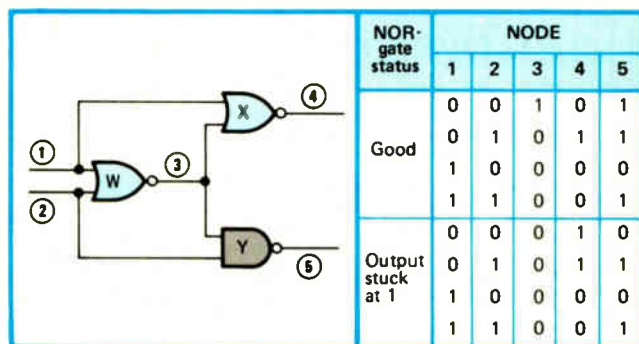 NOR-gate status NODE
1 2 3 4 5
Good
0 0 1 0 1
0 1 0 1 1
1 0 0 0 0
1 1 0 0 1
Output stuck at 1
0 0 0 1 0
0 1 0 1 1
1 0 0 0 0
1 1 0 0 1
X 4
1
W 3
2
Y 5